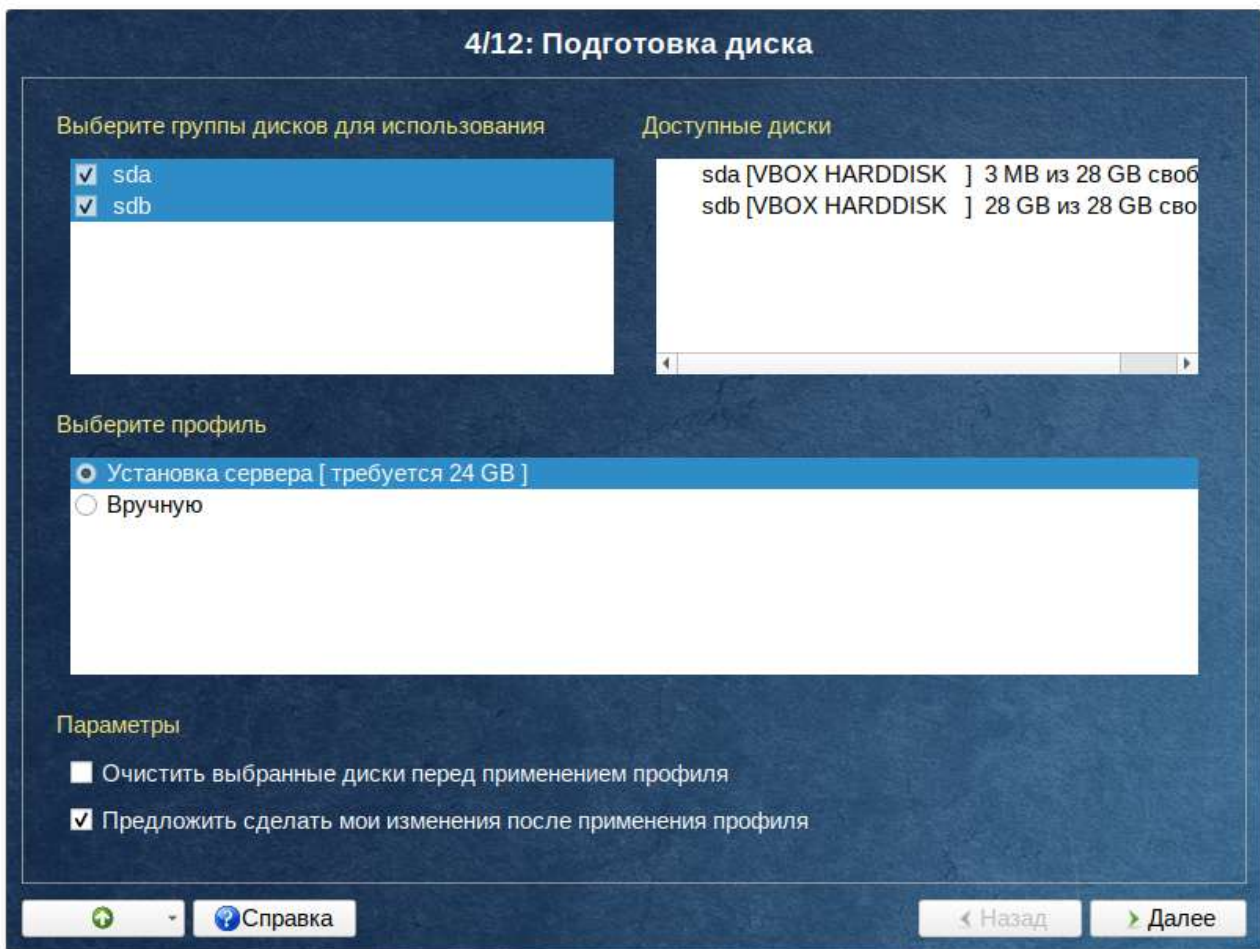 4/12: Подготовка диска
Выберите группы дисков для использования
sda
sdb
Доступные диски
sda [VBOX HARDDISK ] 3 MB из 28 GB своб
sdb [VBOX HARDDISK ] 28 GB из 28 GB сво
Выберите профиль
Установка сервера [ требуется 24 GB ]
Вручную
Параметры
Очистить выбранные диски перед применением профиля
Предложить сделать мои изменения после применения профиля
Справка
Назад
Далее